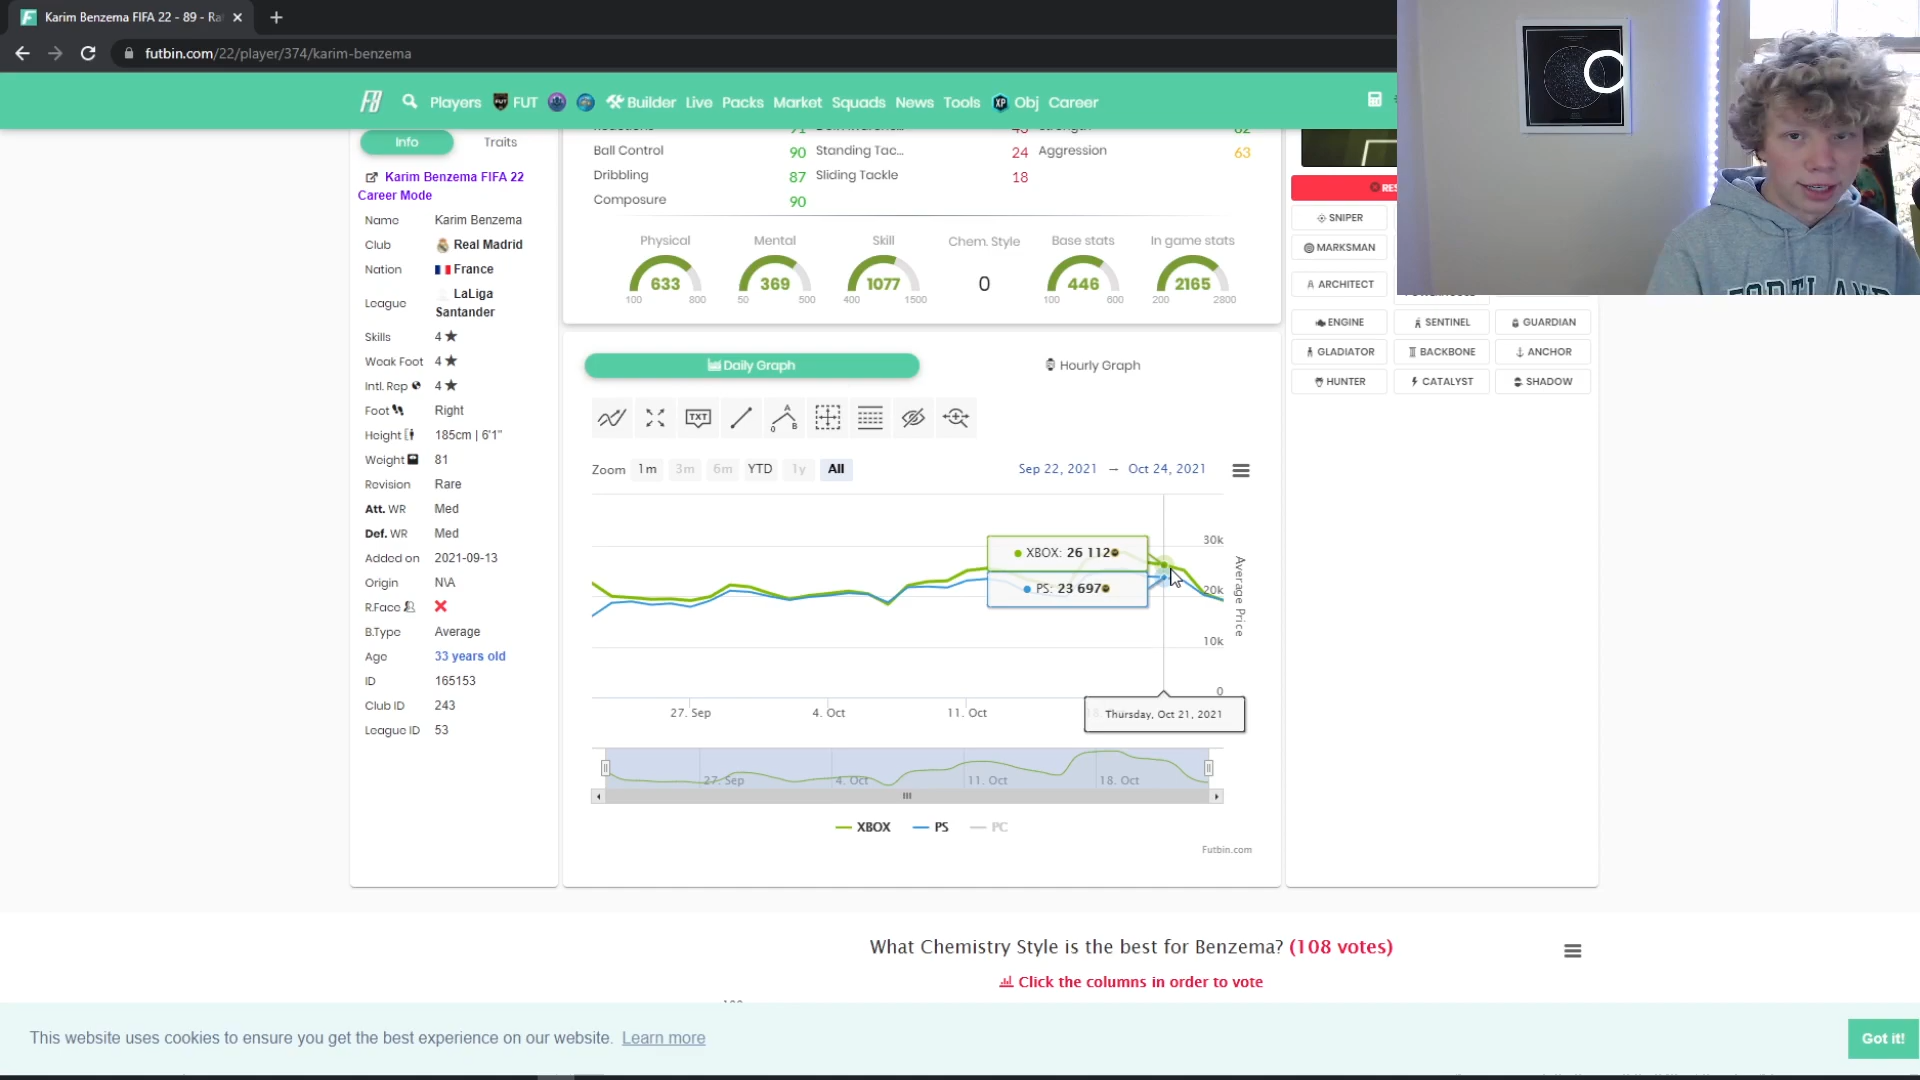 Karim Benzema FIFA 22 - 89 - Ra
futbin.com/22/player/374/karim-benzema
Players FUT Builder Live Packs Market Squads News Tools XP Obj Career
Info Traits
Karim Benzema FIFA 22
Career Mode
Name Karim Benzema
Club Real Madrid
Nation France
League LaLiga
Santander
Skills 4
Weak Foot 4
Intl. Rep 4
Foot Right
Height 185cm | 6'1"
Weight 81
Revision Rare
Att. WR Med
Def. WR Med
Added on 2021-09-13
Origin N\A
R.Face
B.Type Average
Age 33 years old
ID 165153
Club ID 243
League ID 53
Ball Control 90 Standing Tac... 24 Aggression 63
Dribbling 87 Sliding Tackle 18
Composure 90
Physical Mental Skill Chem. Style Base stats In game stats
633 369 1077 0 446 2165
100 800 50 500 400 1500 100 600 200 2800
Daily Graph Hourly Graph
TXT
A
0 B
Zoom 1m 3m 6m YTD 1y All Sep 22, 2021 → Oct 24, 2021
XBOX: 26 112
PS: 23 697
30k
20k
10k
0
Average Price
27. Sep 4. Oct 11. Oct
Thursday, Oct 21, 2021
27. Sep 4. Oct 11. Oct 18. Oct
XBOX PS PC
Futbin.com
RES
SNIPER
MARKSMAN
ARCHITECT
ENGINE SENTINEL GUARDIAN
GLADIATOR BACKBONE ANCHOR
HUNTER CATALYST SHADOW
What Chemistry Style is the best for Benzema? (108 votes)
Click the columns in order to vote
This website uses cookies to ensure you get the best experience on our website. Learn more
Got it!